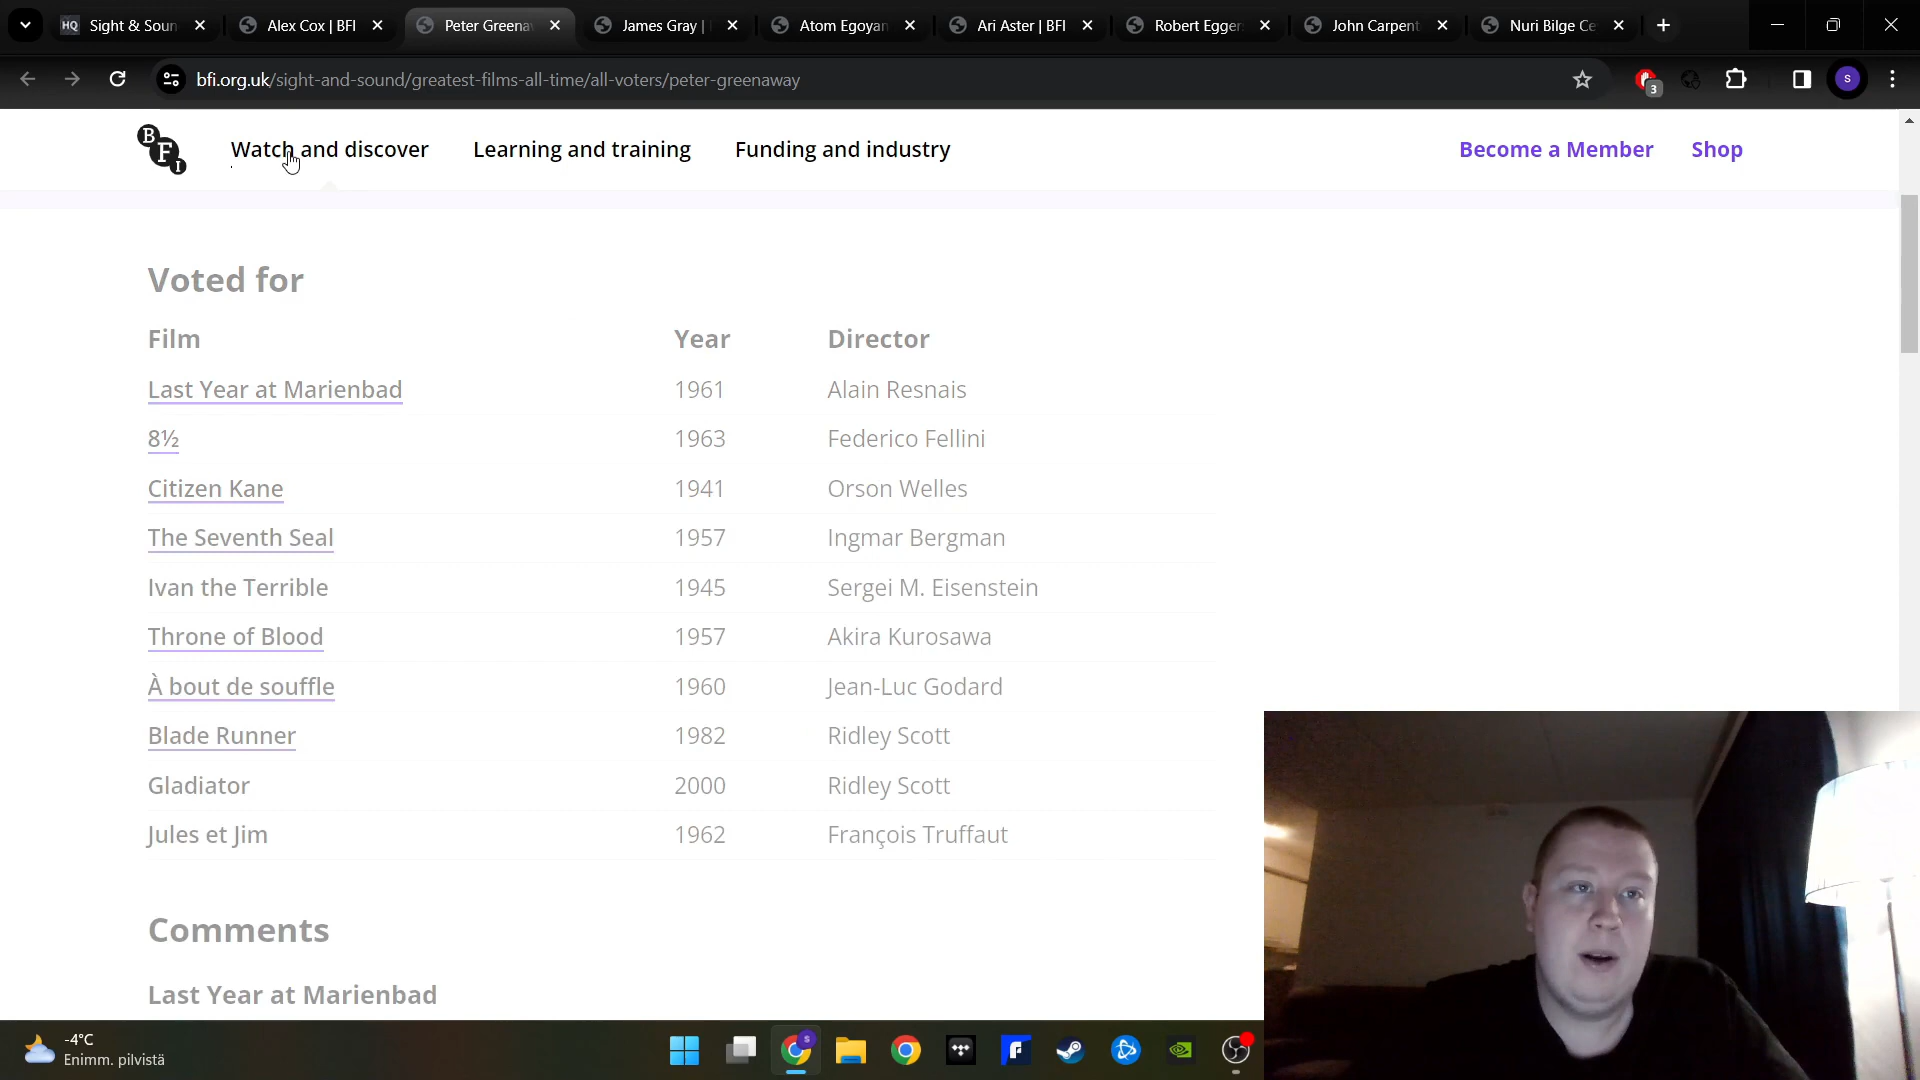 HQ Sight & Soun Alex Cox | BFI Peter Greena James Gray | Atom Egoyan Ari Aster | BFI Robert Egger John Carpent Nuri Bilge Ce
bfi.org.uk/sight-and-sound/greatest-films-all-time/all-voters/peter-greenaway 3 S
BFI Watch and discover Learning and training Funding and industry Become a Member Shop
Voted for
Film Year Director
Last Year at Marienbad 1961 Alain Resnais
8½ 1963 Federico Fellini
Citizen Kane 1941 Orson Welles
The Seventh Seal 1957 Ingmar Bergman
Ivan the Terrible 1945 Sergei M. Eisenstein
Throne of Blood 1957 Akira Kurosawa
À bout de souffle 1960 Jean-Luc Godard
Blade Runner 1982 Ridley Scott
Gladiator 2000 Ridley Scott
Jules et Jim 1962 François Truffaut
Comments
Last Year at Marienbad
-4°C
Enimm. pilvistä